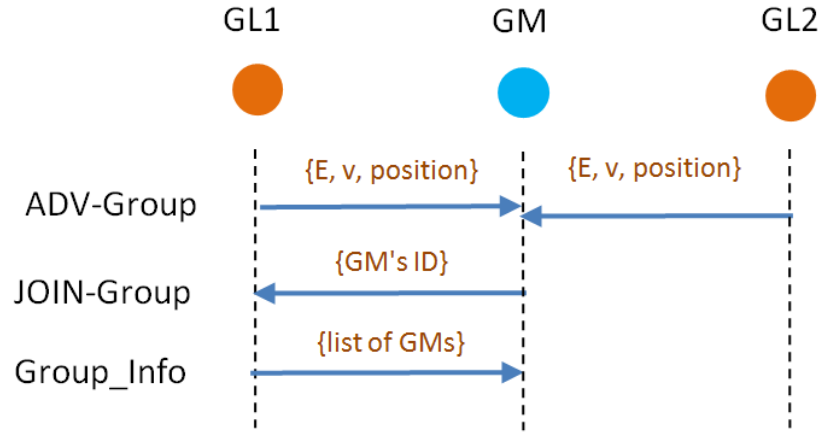 GL1 GM GL2
{E, v, position} {E, v, position}
ADV-Group
{GM's ID}
JOIN-Group
{list of GMs}
Group_Info